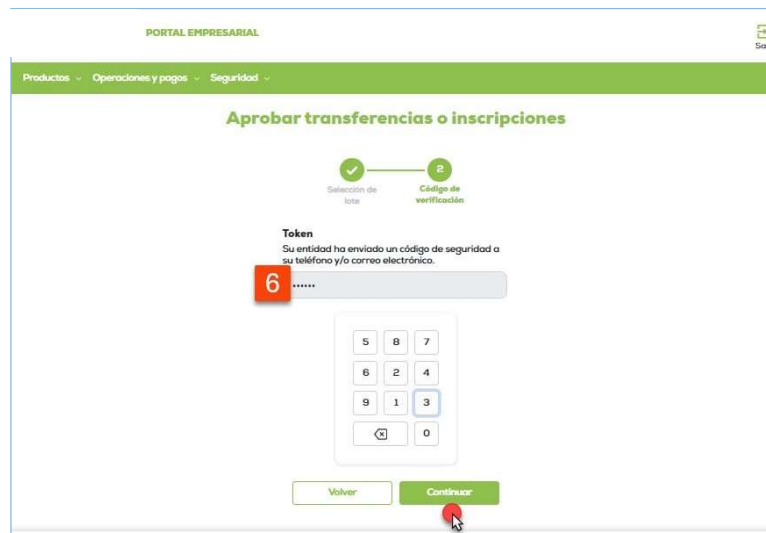 PORTAL EMPRESARIAL
Productos Operaciones y pagos Seguridad
Aprobar transferencias o inscripciones
2
Selección de
lote
Código de
verificación
Token
Su entidad ha enviado un código de seguridad a
su teléfono y/o correo electrónico.
6 ••••••
5 8 7
6 2 4
9 1 3
0
Volver Continuar